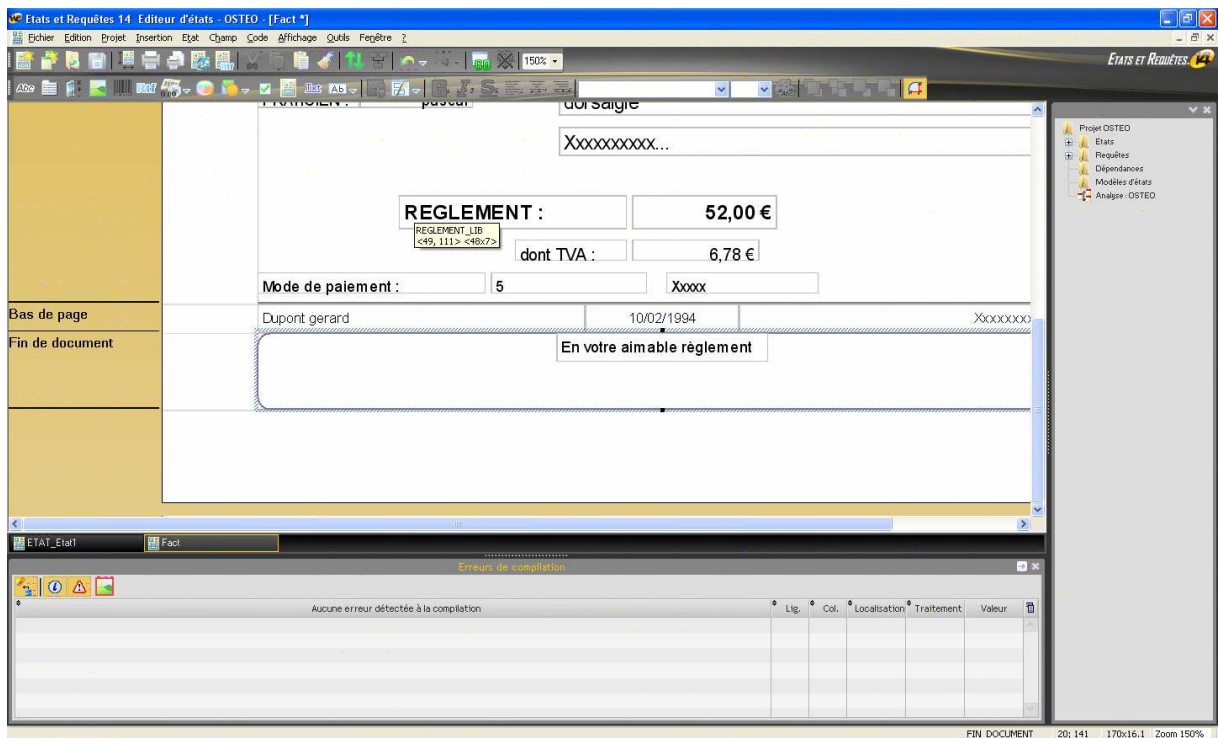 Etats et Requêtes 14 Editeur d'états - OSTEO - [Fact *]
Fichier Edition Projet Insertion Etat Champ Code Affichage Outils Fenêtre ?
150%
ETATS ET REQUÊTES. 14
dorsalgie
Xxxxxxxxxx...
REGLEMENT :
52,00 €
REGLEMENT_LIB
<49, 111> <48x7>
dont TVA :
6,78 €
Mode de paiement :
5
Xxxxx
Bas de page
Dupont gerard
10/02/1994
Fin de document
En votre aimable règlement
Projet OSTEO
Etats
Requêtes
Dépendances
Modèles d'états
Analyse : OSTEO
ETAT_Etat1
Fact
Erreurs de compilation
Aucune erreur détectée à la compilation
Lig.
Col.
Localisation
Traitement
Valeur
FIN DOCUMENT
20; 141
170x16.1
Zoom 150%